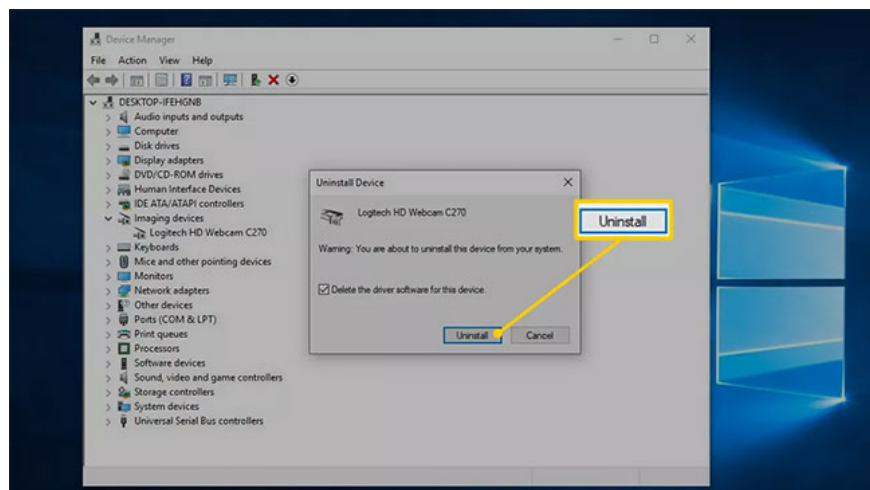 Device Manager
File Action View Help
DESKTOP-IFEHGNB
Audio inputs and outputs
Computer
Disk drives
Display adapters
DVD/CD-ROM drives
Human Interface Devices
IDE ATA/ATAPI controllers
Imaging devices
Logitech HD Webcam C270
Keyboards
Mice and other pointing devices
Monitors
Network adapters
Other devices
Ports (COM & LPT)
Print queues
Processors
Software devices
Sound, video and game controllers
Storage controllers
System devices
Universal Serial Bus controllers
Uninstall Device
Logtech HD Webcam C270
Warning: You are about to uninstall this device from your system.
Delete the driver software for this device.
Uninstall Cancel
Uninstall